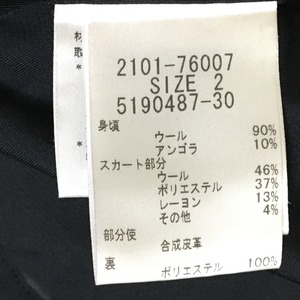 2101-76007
SIZE 2
5190487-30
身頃
ウール 90%
アンゴラ 10%
スカート部分
ウール 46%
ポリエステル 37%
レーヨン 13%
その他 4%
部分使
合成皮革
裏
ポリエステル 100%